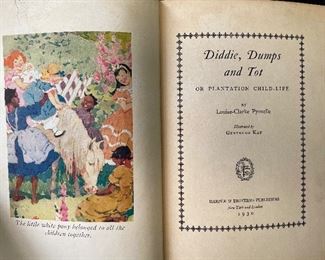 The little white pony belonged to all the
children together.
Diddie, Dumps
and Tot
OR PLANTATION CHILD-LIFE
by
Louise-Clarke Pyrnelle
Illustrated by
GERTRUDE KAY
HARPER & BROTHERS PUBLISHERS
New York and London
1930